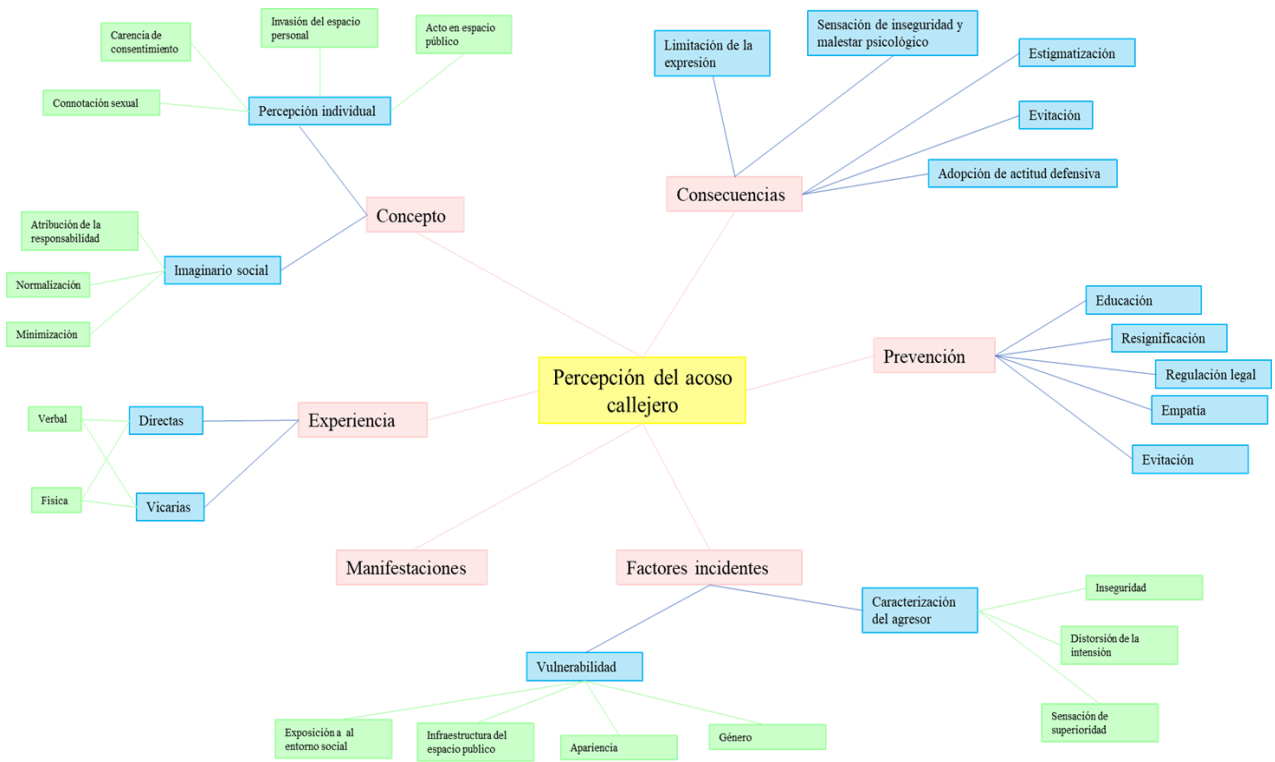 Invasión del espacio
personal
Acto en espacio
público
Carencia de
consentimiento
Connotación sexual
Percepción individual
Concepto
Atribución de la
responsabilidad
Imaginario social
Normalización
Minimización
Limitación de la
expresión
Sensación de inseguridad y
malestar psicológico
Estigmatización
Evitación
Adopción de actitud defensiva
Consecuencias
Percepción del acoso
callejero
Prevención
Educación
Resignificación
Regulación legal
Empatía
Evitación
Experiencia
Directas
Verbal
Física
Vicarias
Manifestaciones
Factores incidentes
Caracterización
del agresor
Inseguridad
Distorsión de la
intensión
Sensación de
superioridad
Vulnerabilidad
Exposición a al
entorno social
Infraestructura del
espacio publico
Apariencia
Género